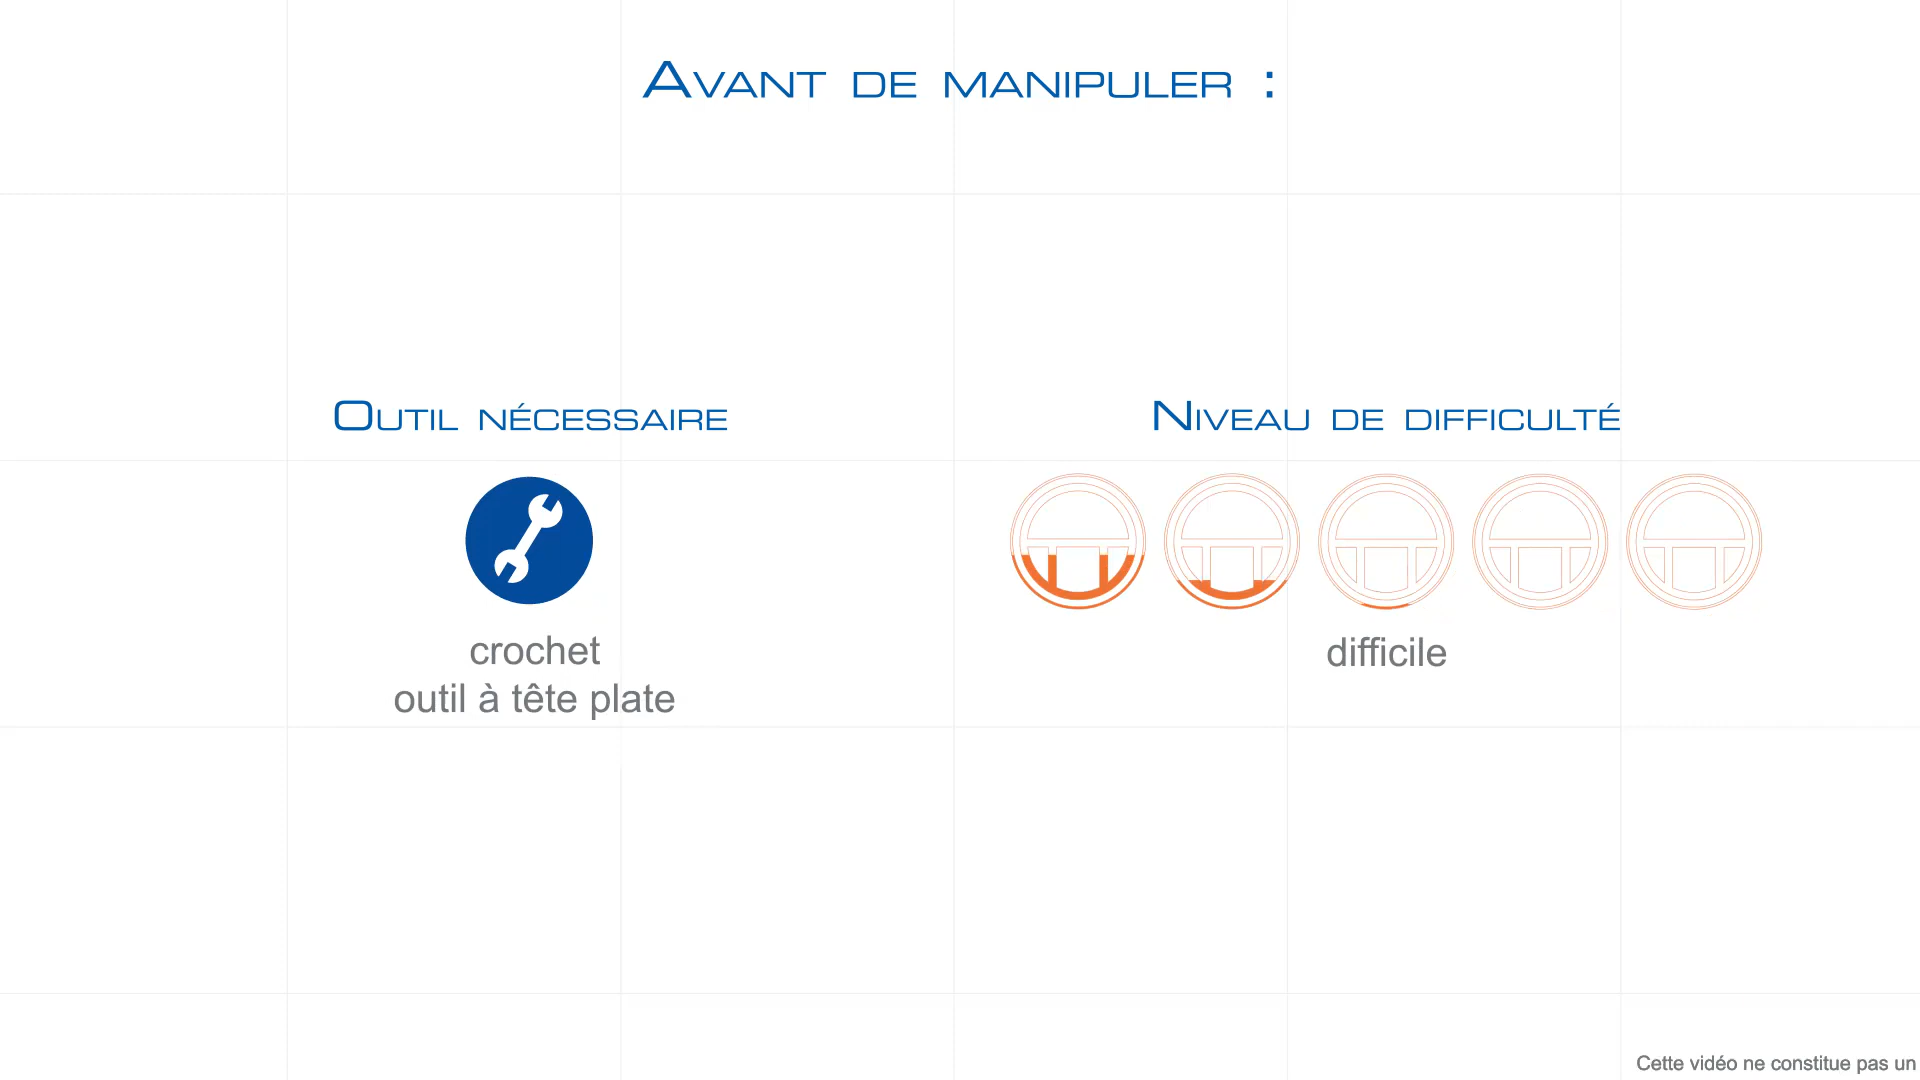 Avant de manipuler :
Outil nécessaire
Niveau de difficulté
crochet
outil à tête plate
difficile
Cette vidéo ne constitue pas un